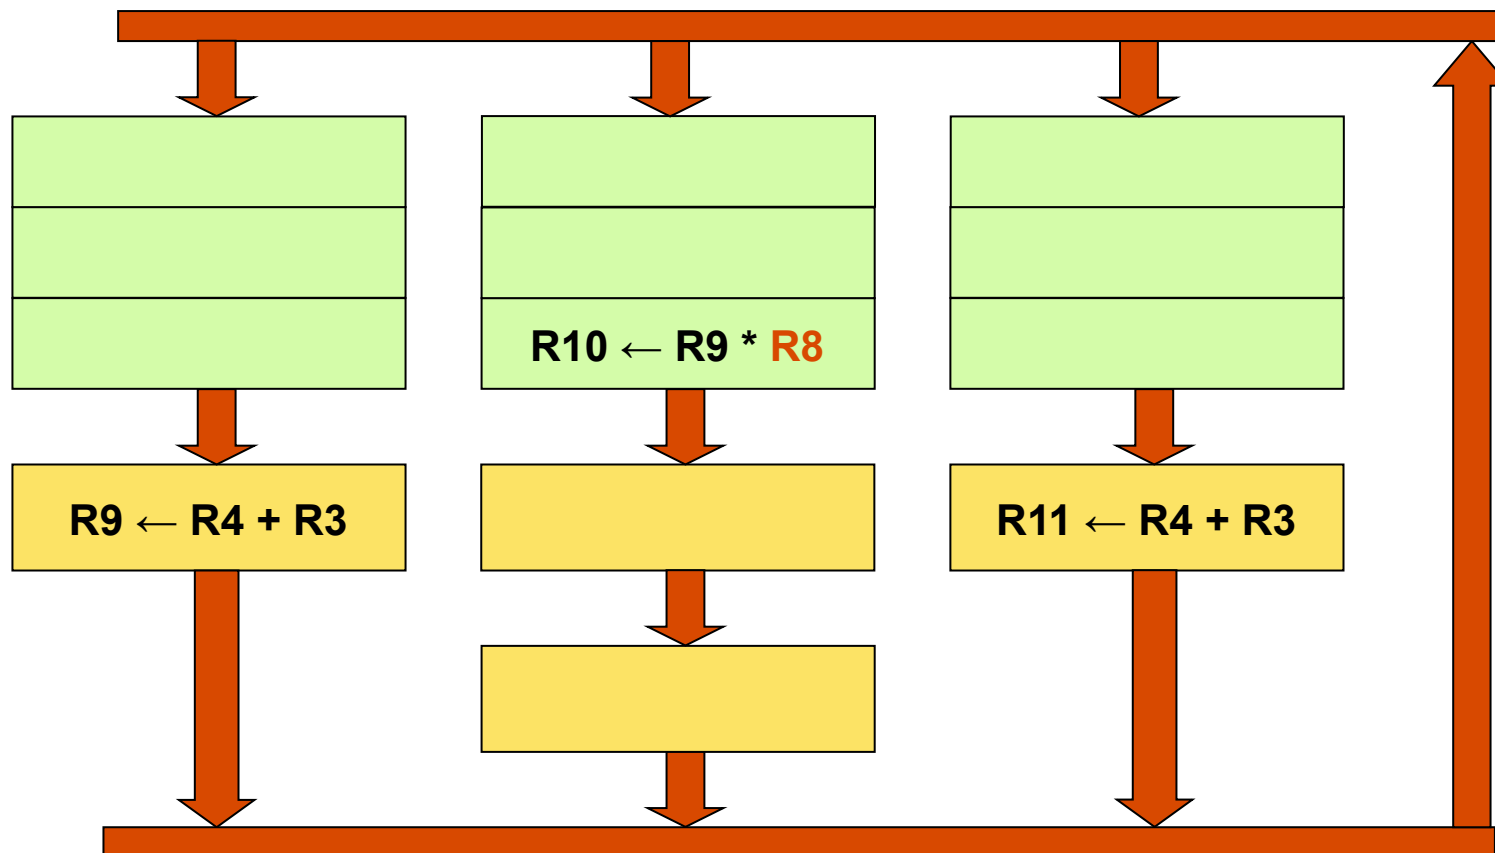 R10 ← R9 * R8
R9 ← R4 + R3
R11 ← R4 + R3